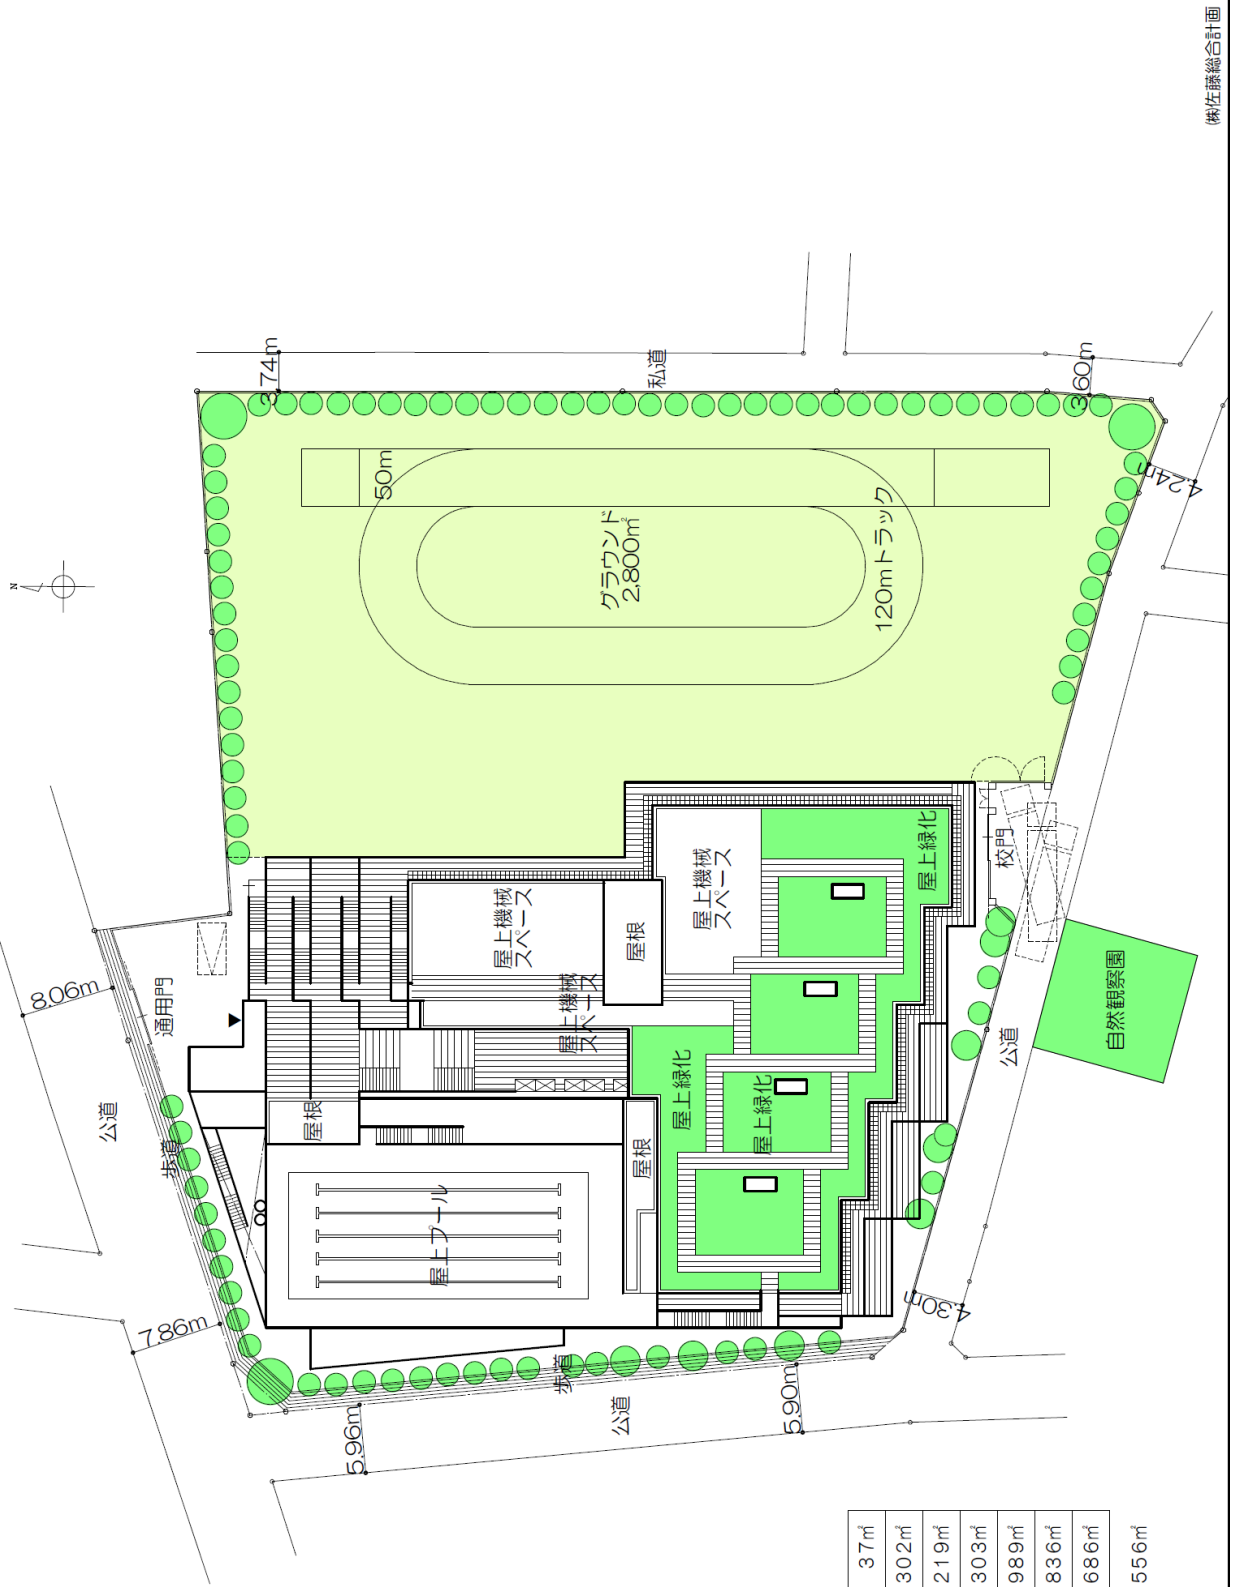 ㈱佐藤総合計画
3.74m
私道
3.60m
50m
4.24m
グラウンド
2,800㎡
120mトラック
N
屋上緑化
校門
屋上機械
スペース
屋上機械
スペース
屋根
屋上機械
スペース
8.06m
通用門
自然観察園
公道
公道
歩道
屋根
屋上緑化
屋上緑化
屋根
屋上プール
7.86m
4.30m
歩道
公道
5.96m
5.90m
37㎡
302㎡
219㎡
303㎡
989㎡
836㎡
686㎡
556㎡